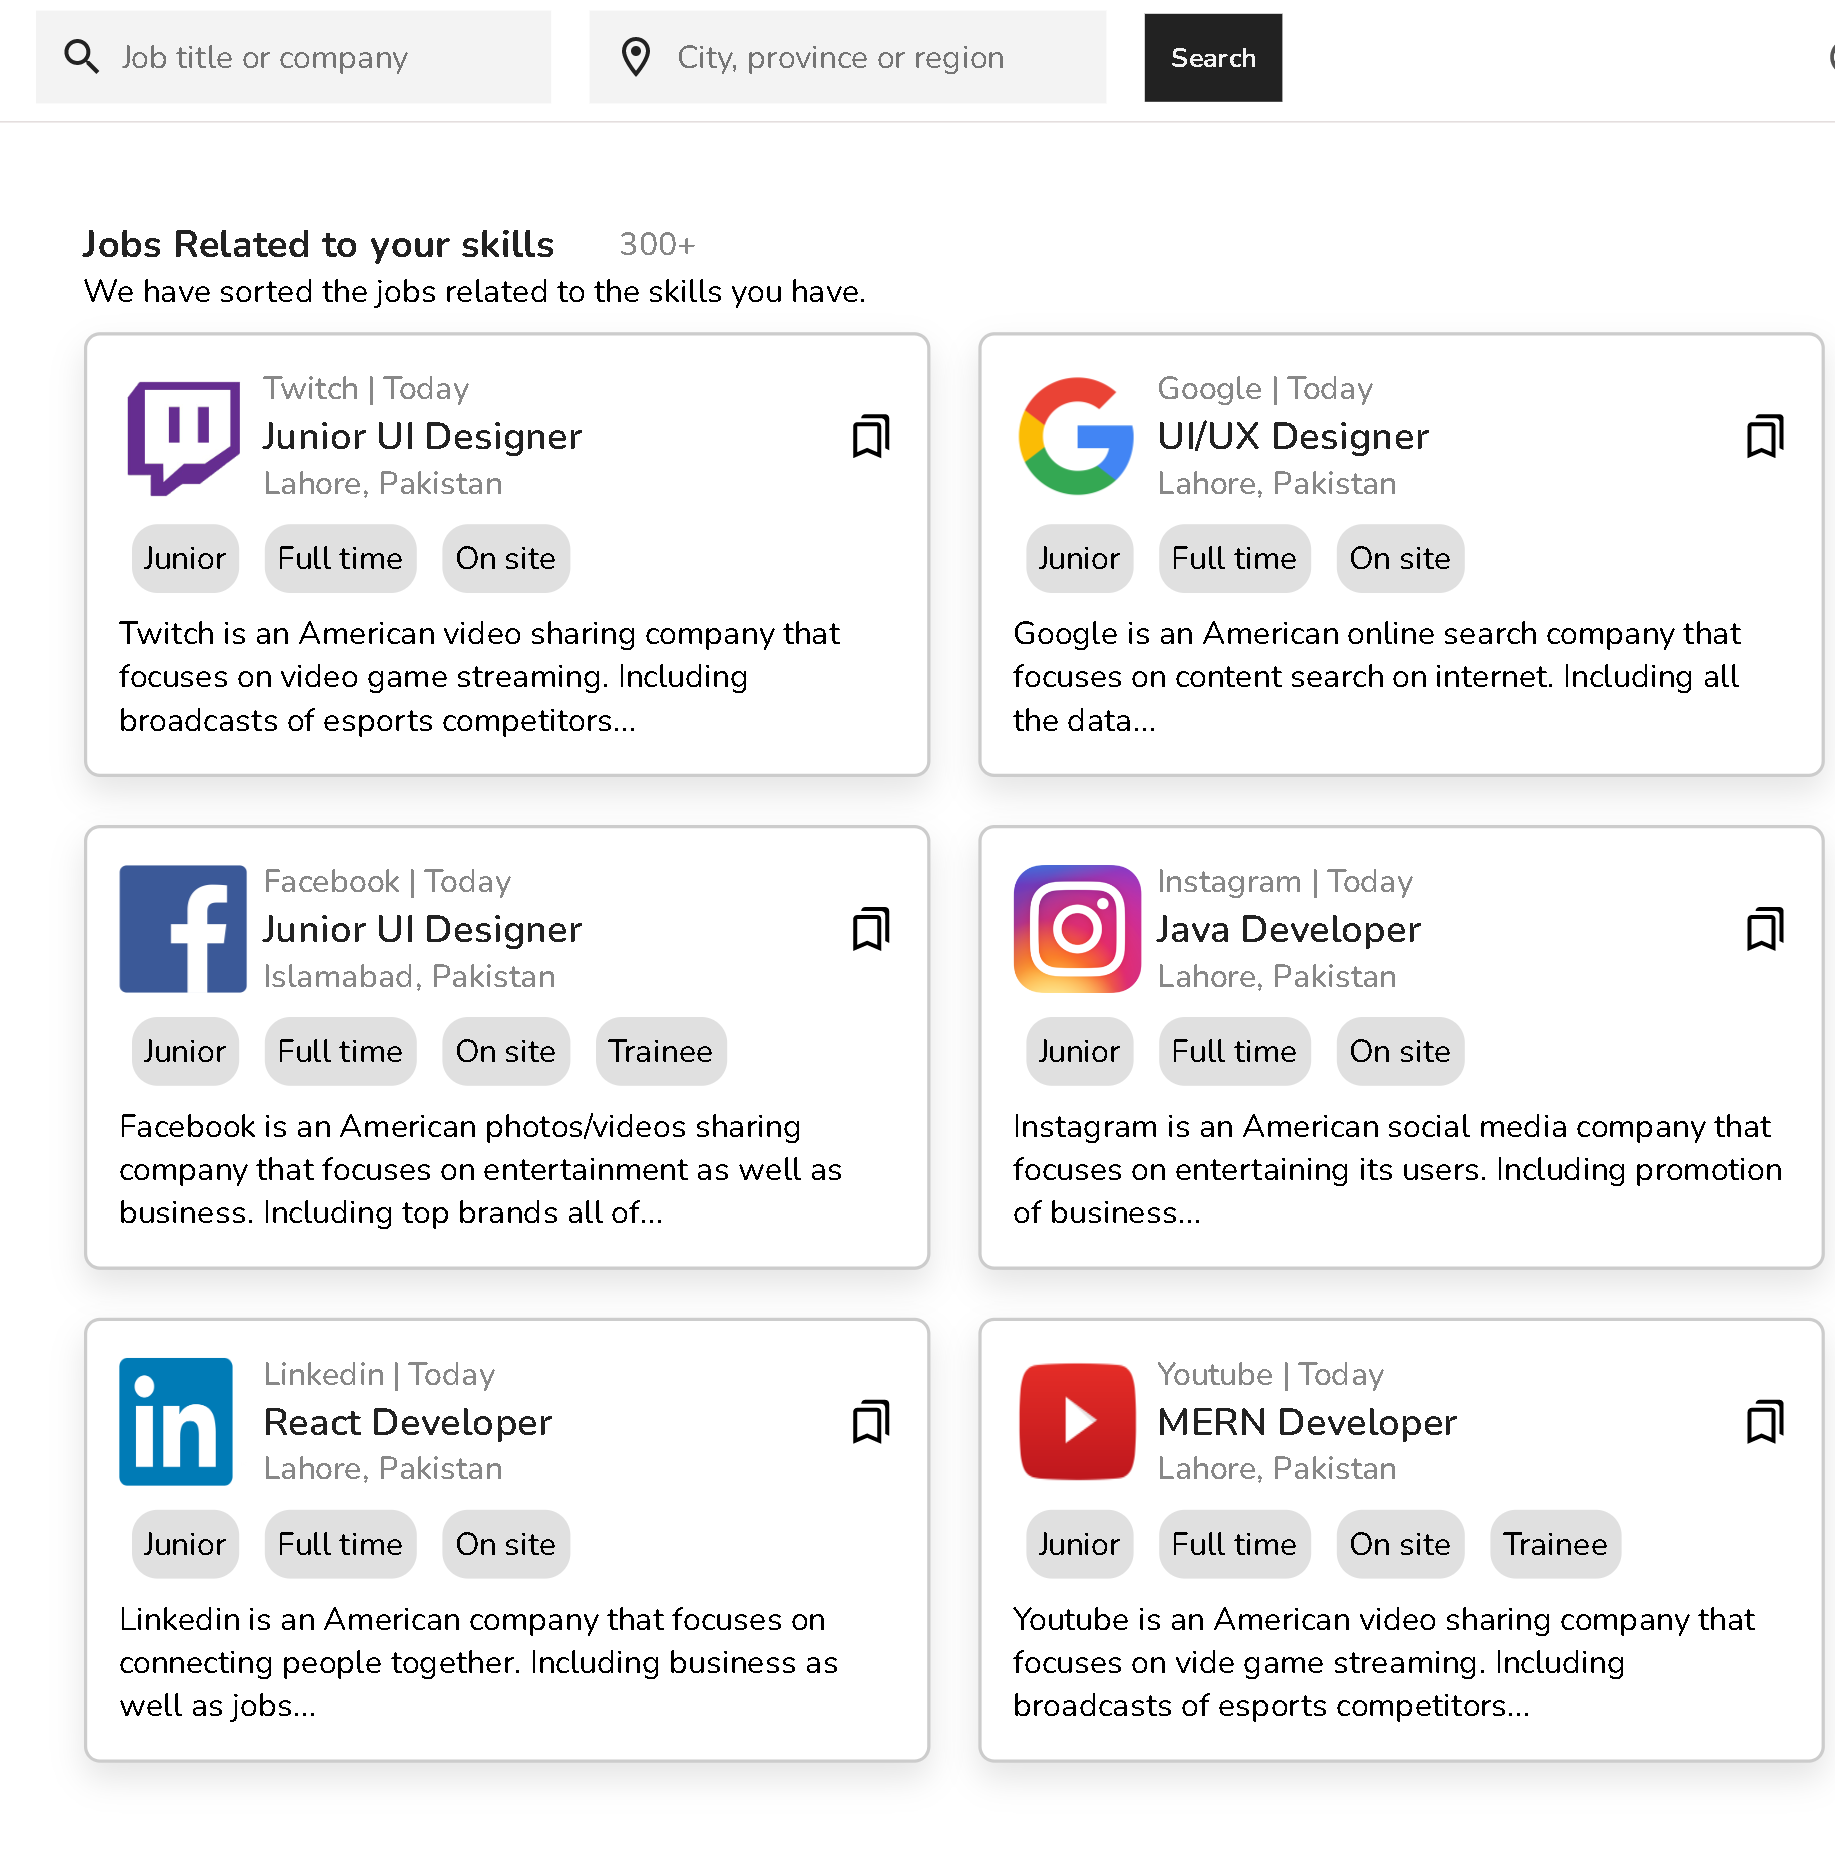 Job title or company
City, province or region
Search
Jobs Related to your skills 300+
We have sorted the jobs related to the skills you have.
Twitch | Today
Junior UI Designer
Lahore, Pakistan
Junior Full time On site
Twitch is an American video sharing company that
focuses on video game streaming. Including
broadcasts of esports competitors...
Google | Today
UI/UX Designer
Lahore, Pakistan
Junior Full time On site
Google is an American online search company that
focuses on content search on internet. Including all
the data...
Facebook | Today
Junior UI Designer
Islamabad, Pakistan
Junior Full time On site Trainee
Facebook is an American photos/videos sharing
company that focuses on entertainment as well as
business. Including top brands all of...
Instagram | Today
Java Developer
Lahore, Pakistan
Junior Full time On site
Instagram is an American social media company that
focuses on entertaining its users. Including promotion
of business...
in
Linkedin | Today
React Developer
Lahore, Pakistan
Junior Full time On site
Linkedin is an American company that focuses on
connecting people together. Including business as
well as jobs...
Youtube | Today
MERN Developer
Lahore, Pakistan
Junior Full time On site Trainee
Youtube is an American video sharing company that
focuses on vide game streaming. Including
broadcasts of esports competitors...